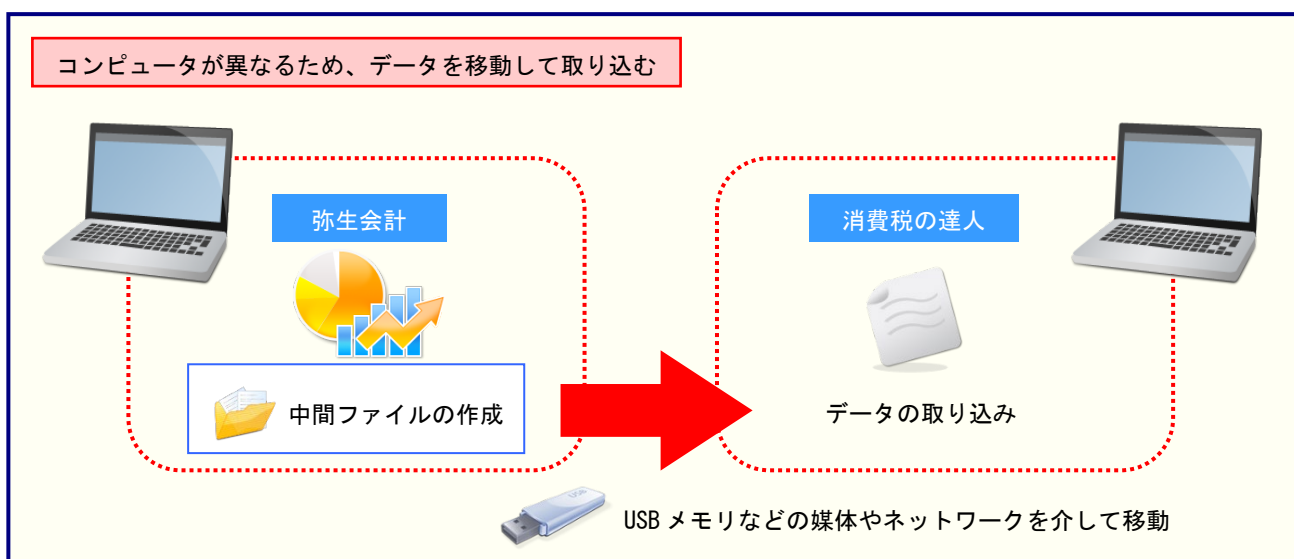 コンピュータが異なるため、データを移動して取り込む
弥生会計
消費税の達人
中間ファイルの作成
データの取り込み
USB
USB メモリなどの媒体やネットワークを介して移動